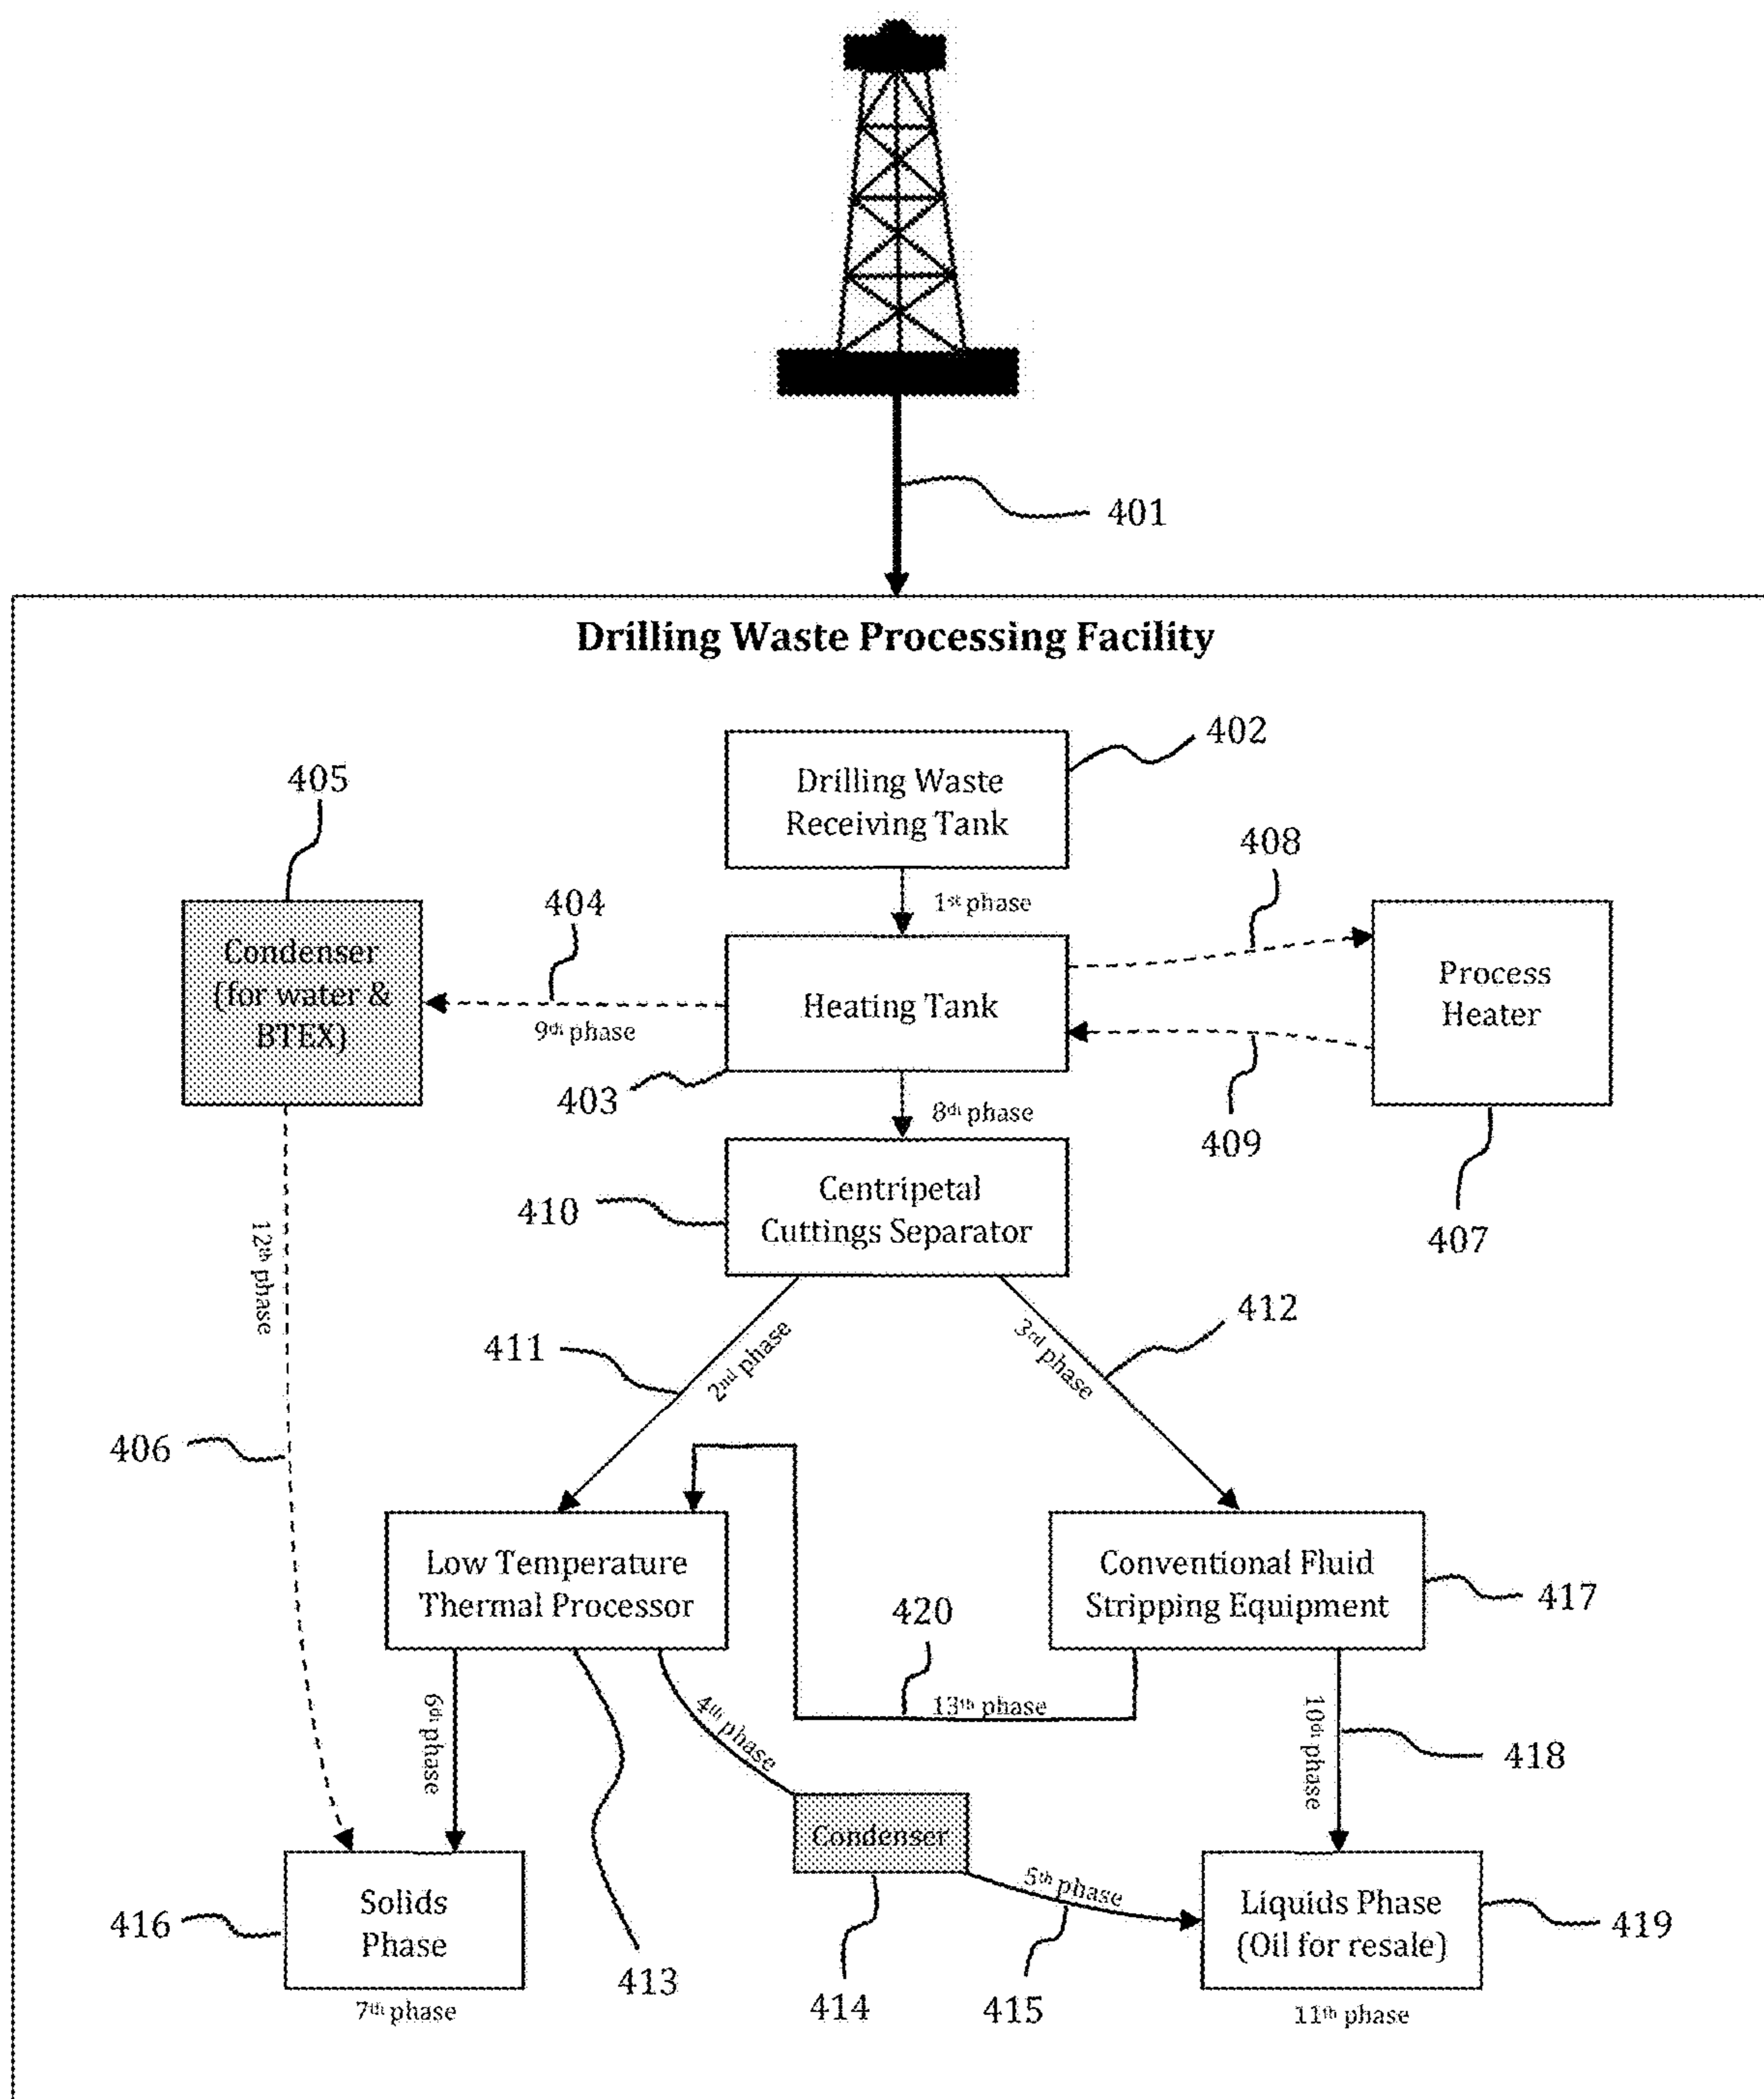 401
Drilling Waste Processing Facility
402
Drilling Waste
Receiving Tank
405
408
404
1st phase
Condenser
(for water &
BTEX)
Heating Tank
Process
Heater
9th phase
403
8th phase
409
Centripetal
Cuttings Separator
410
407
12th phase
412
411
2nd phase
3rd phase
406
Low Temperature
Thermal Processor
Conventional Fluid
Stripping Equipment
417
420
6th phase
4th phase
13th phase
10th phase
418
Condenser
5th phase
Solids
Phase
416
Liquids Phase
(Oil for resale)
419
413
414
415
7th phase
11th phase